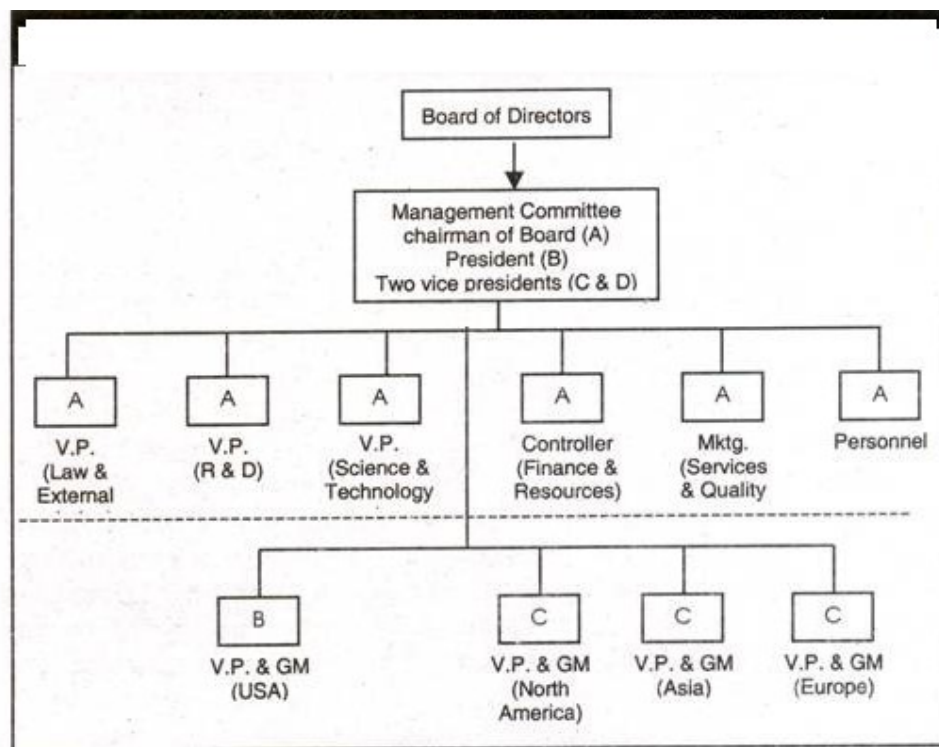 Board of Directors
Management Committee
chairman of Board (A)
President (B)
Two vice presidents (C & D)
A
A
A
A
A
A
V.P.
(Law &
External
V.P.
(R & D)
V.P.
(Science &
Technology
Controller
(Finance &
Resources)
Mktg.
(Services
& Quality
Personnel
B
C
C
C
V.P. & GM
(USA)
V.P. & GM
(North
America)
V.P. & GM
(Asia)
V.P. & GM
(Europe)